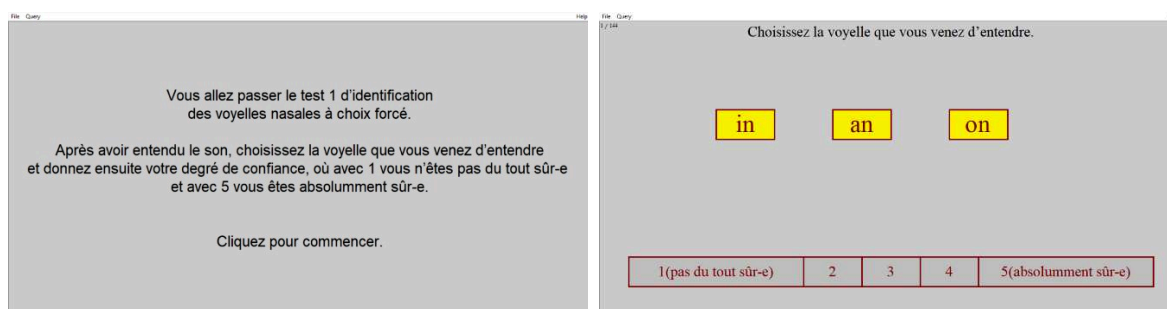 File Query Help
Vous allez passer le test 1 d'identification
des voyelles nasales à choix forcé.
Après avoir entendu le son, choisissez la voyelle que vous venez d'entendre
et donnez ensuite votre degré de confiance, où avec 1 vous n'êtes pas du tout sûr-e
et avec 5 vous êtes absolumment sûr-e.
Cliquez pour commencer.
File Query
1 / 144
Choisissez la voyelle que vous venez d'entendre.
in an on
1(pas du tout sûr-e) 2 3 4 5(absolumment sûr-e)